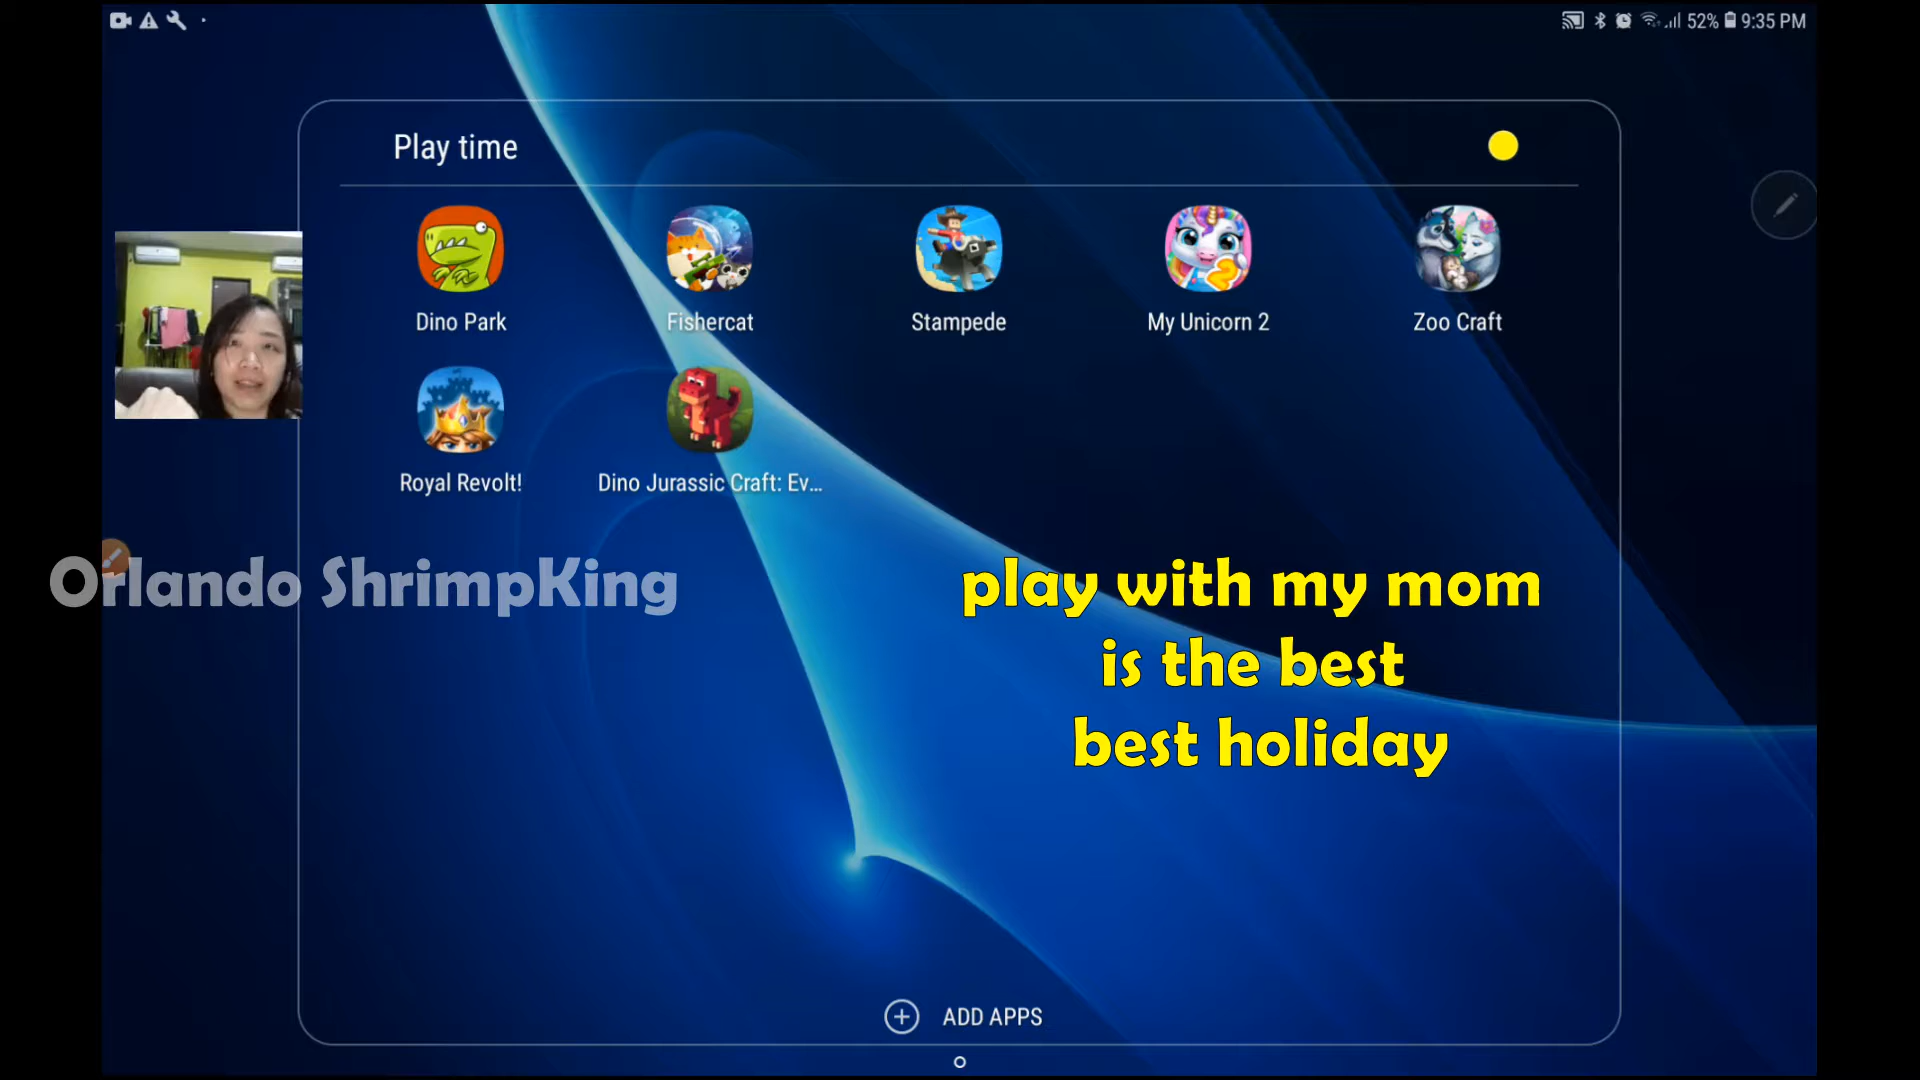 52% 9:35 PM
Play time
Dino Park
Fishercat
Stampede
My Unicorn 2
Zoo Craft
Royal Revolt!
Dino Jurassic Craft: Ev...
Orlando ShrimpKing
play with my mom
is the best
best holiday
ADD APPS